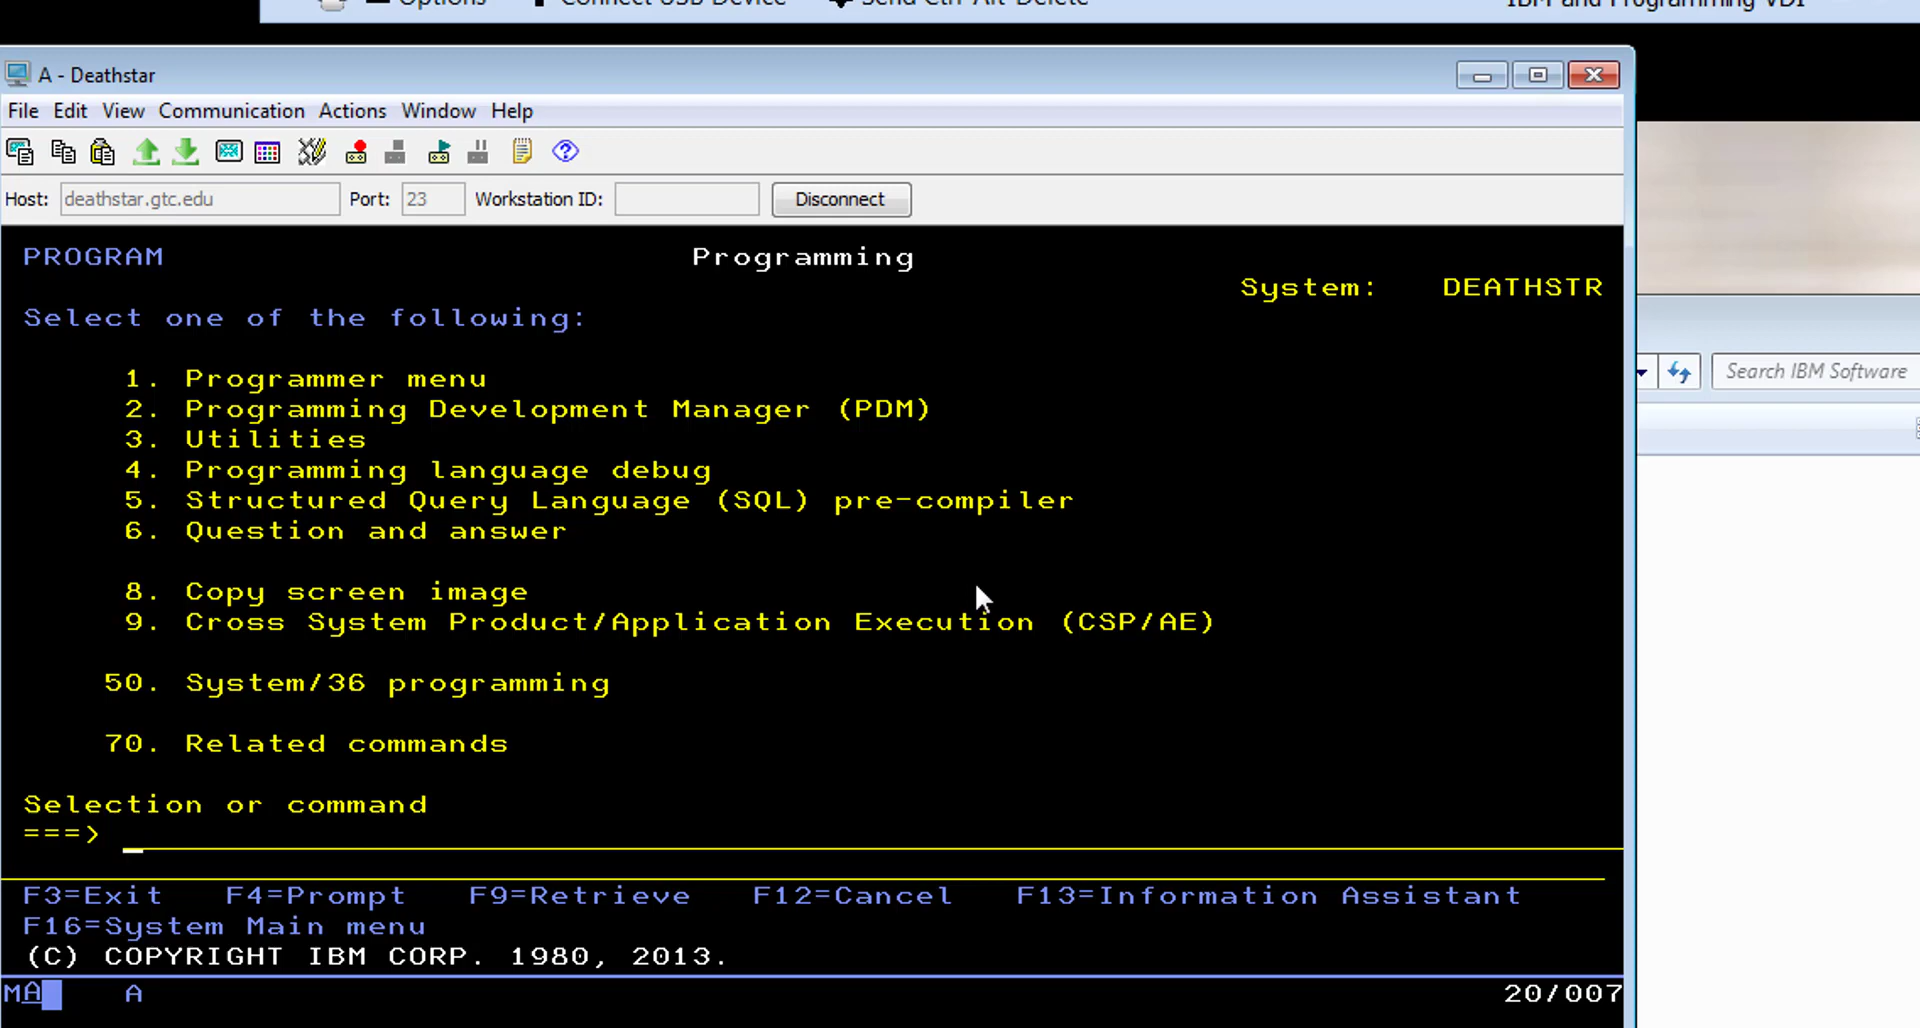 Options Connect USB Device Send Ctrl-Alt-Delete IBM and Programming VDI
A - Deathstar
File Edit View Communication Actions Window Help
Host: deathstar.gtc.edu Port: 23 Workstation ID: Disconnect
PROGRAM Programming
System: DEATHSTR
Select one of the following:
1. Programmer menu
2. Programming Development Manager (PDM)
3. Utilities
4. Programming language debug
5. Structured Query Language (SQL) pre-compiler
6. Question and answer
8. Copy screen image
9. Cross System Product/Application Execution (CSP/AE)
50. System/36 programming
70. Related commands
Selection or command
===>
F3=Exit F4=Prompt F9=Retrieve F12=Cancel F13=Information Assistant
F16=System Main menu
(C) COPYRIGHT IBM CORP. 1980, 2013.
MA A 20/007
Search IBM Software